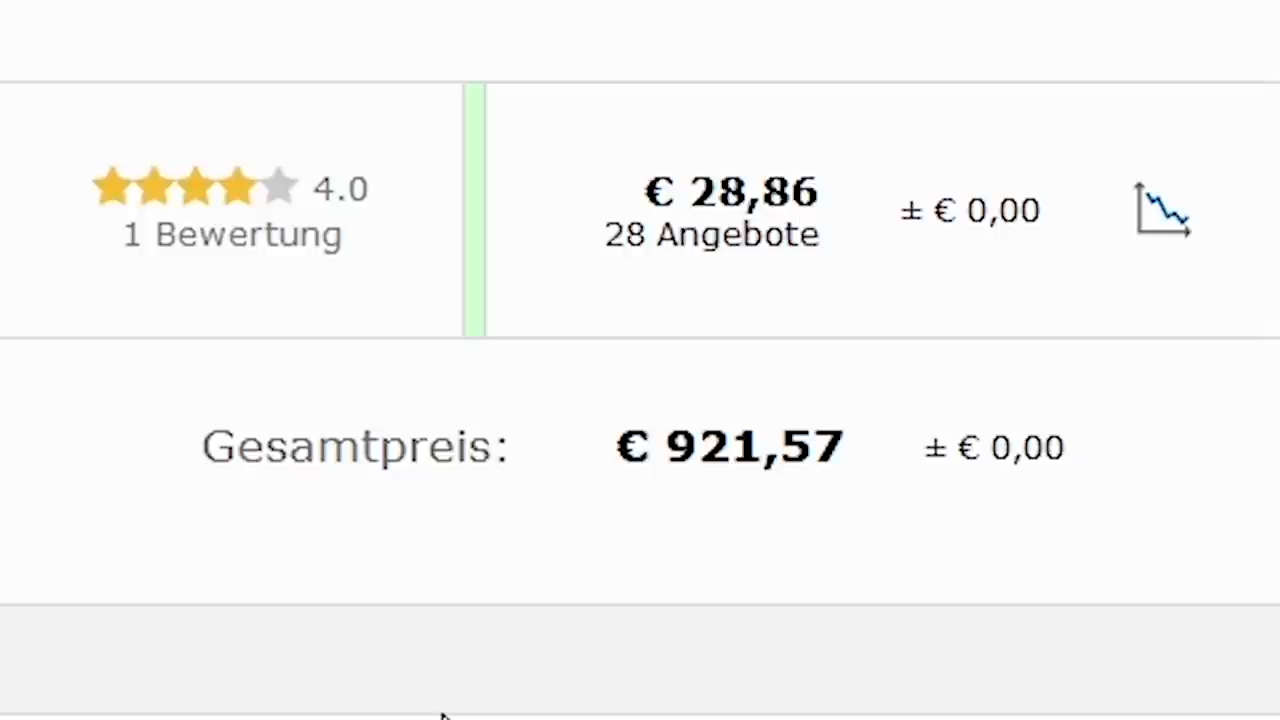 4.0
1 Bewertung
€ 28,86
28 Angebote
± € 0,00
Gesamtpreis: € 921,57 ± € 0,00